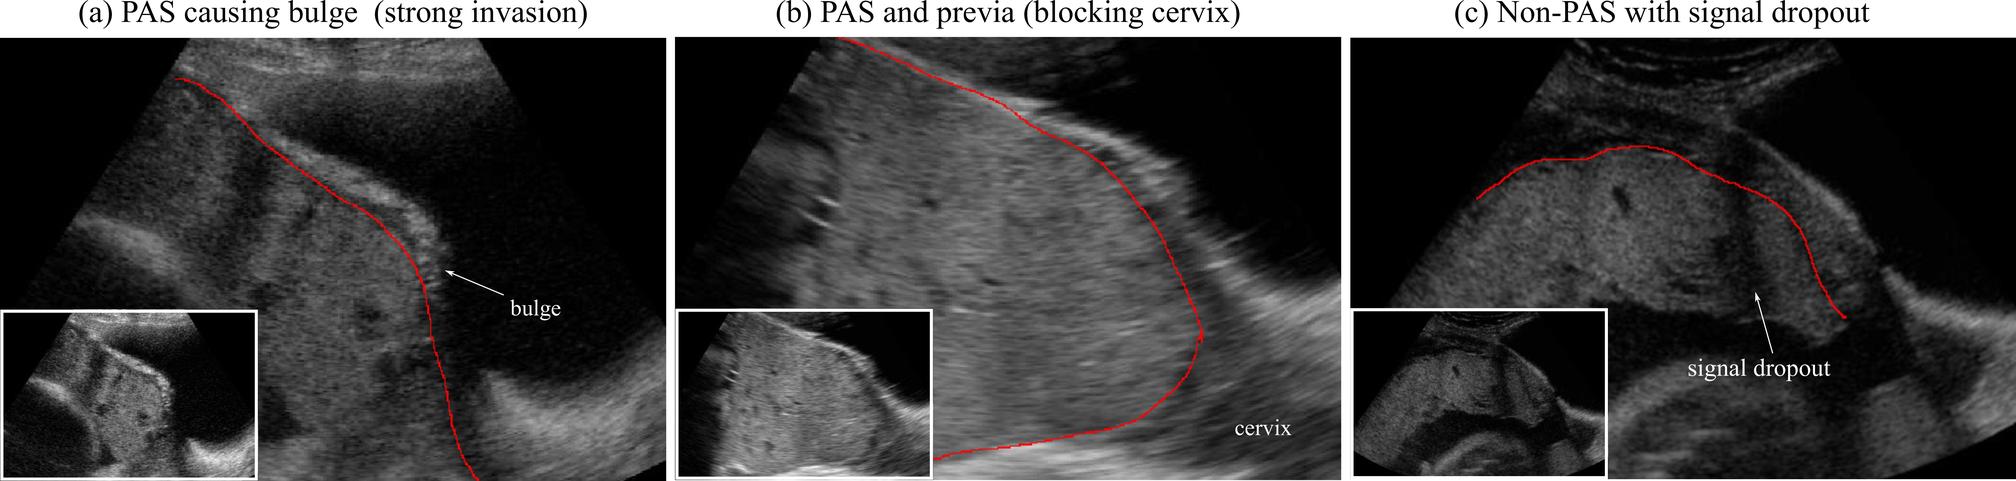 (a) PAS causing bulge (strong invasion)
(b) PAS and previa (blocking cervix)
(c) Non-PAS with signal dropout
bulge
cervix
signal dropout